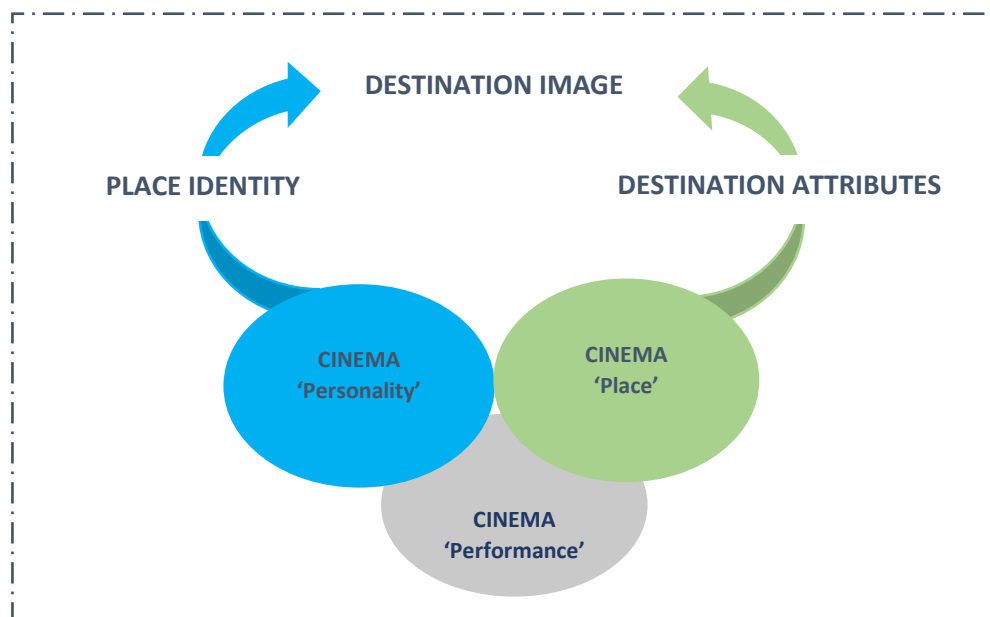 DESTINATION IMAGE
PLACE IDENTITY
DESTINATION ATTRIBUTES
CINEMA
‘Personality’
CINEMA
‘Place’
CINEMA
‘Performance’